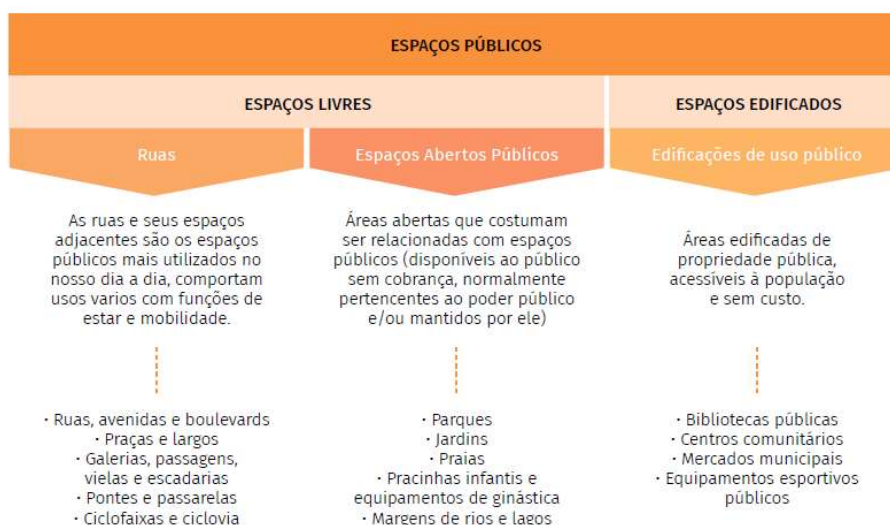 ESPAÇOS PÚBLICOS
ESPAÇOS LIVRES
ESPAÇOS EDIFICADOS
Ruas
Espaços Abertos Públicos
Edificações de uso público
As ruas e seus espaços
adjacentes são os espaços
públicos mais utilizados no
nosso dia a dia, comportam
usos varios com funções de
estar e mobilidade.
Áreas abertas que costumam
ser relacionadas com espaços
públicos (disponíveis ao público
sem cobrança, normalmente
pertencentes ao poder público
e/ou mantidos por ele)
Áreas edificadas de
propriedade pública,
acessíveis à população
e sem custo.
· Ruas, avenidas e boulevards
· Praças e largos
· Galerias, passagens,
vielas e escadarias
· Pontes e passarelas
· Ciclofaixas e ciclovia
· Parques
· Jardins
· Praias
· Pracinhas infantis e
equipamentos de ginástica
· Margens de rios e lagos
· Bibliotecas públicas
· Centros comunitários
· Mercados municipais
· Equipamentos esportivos
públicos